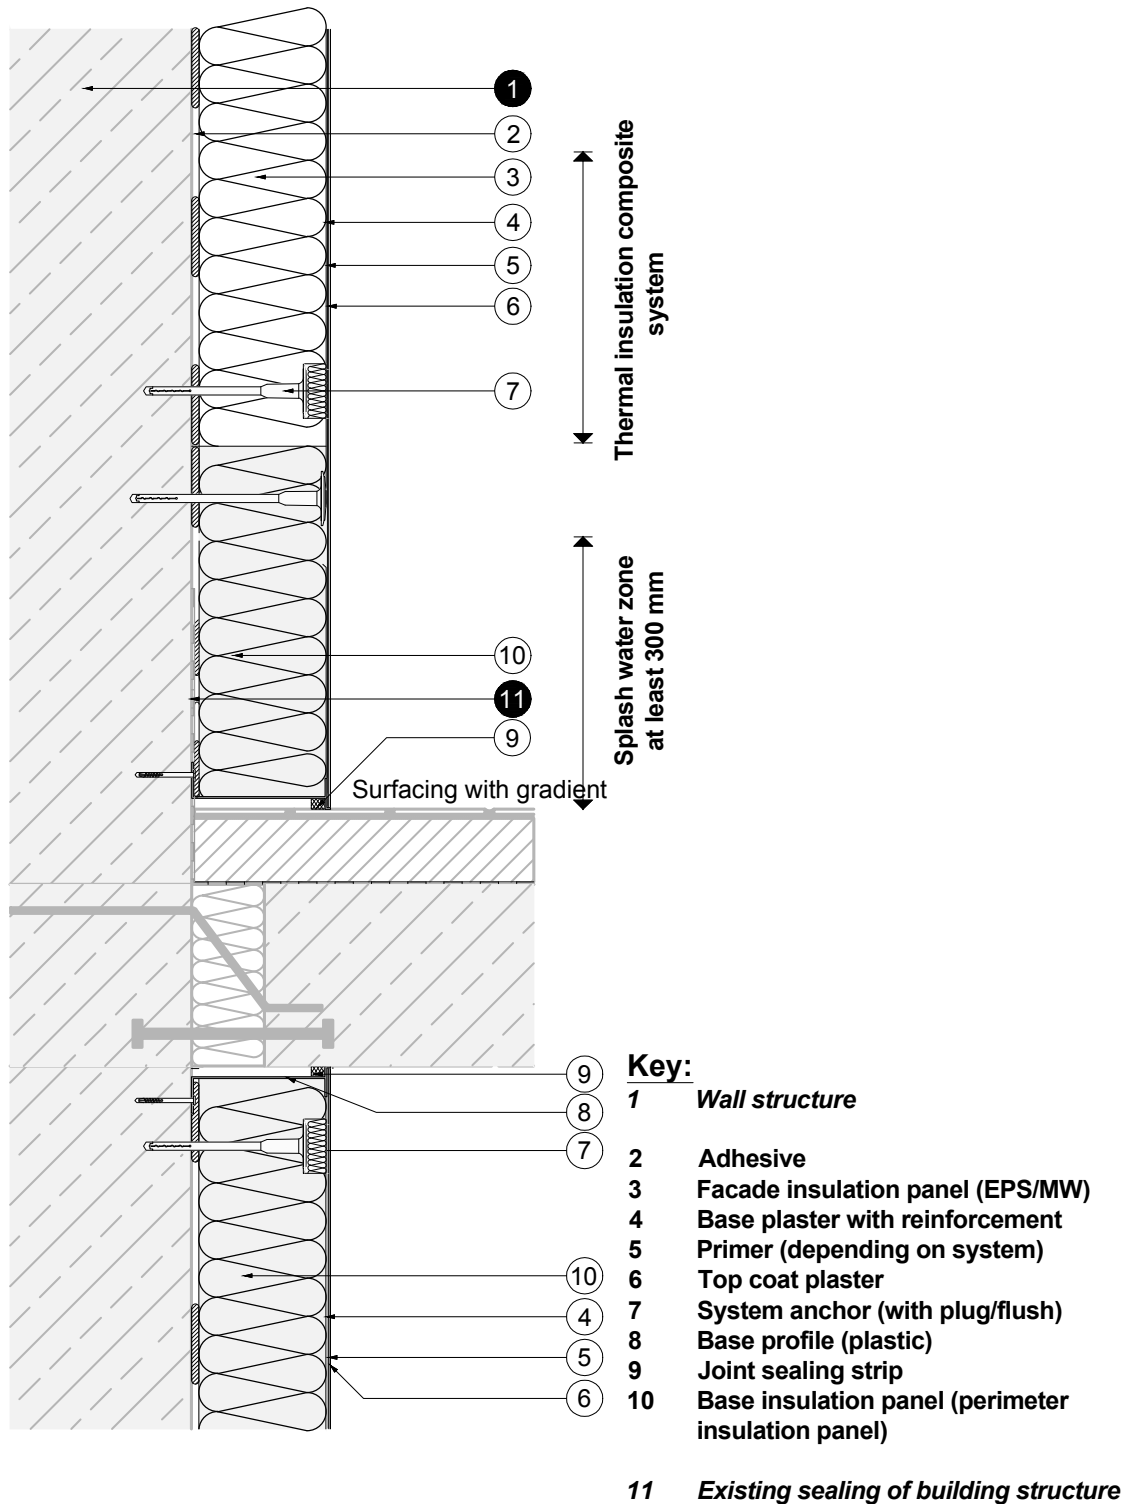 1
2
3
4
5
6
7
Thermal insulation composite
system
10
11
9
Splash water zone
at least 300 mm
Surfacing with gradient
9
8
7
10
4
5
6
Key:
1 Wall structure
2 Adhesive
3 Facade insulation panel (EPS/MW)
4 Base plaster with reinforcement
5 Primer (depending on system)
6 Top coat plaster
7 System anchor (with plug/flush)
8 Base profile (plastic)
9 Joint sealing strip
10 Base insulation panel (perimeter
insulation panel)
11 Existing sealing of building structure